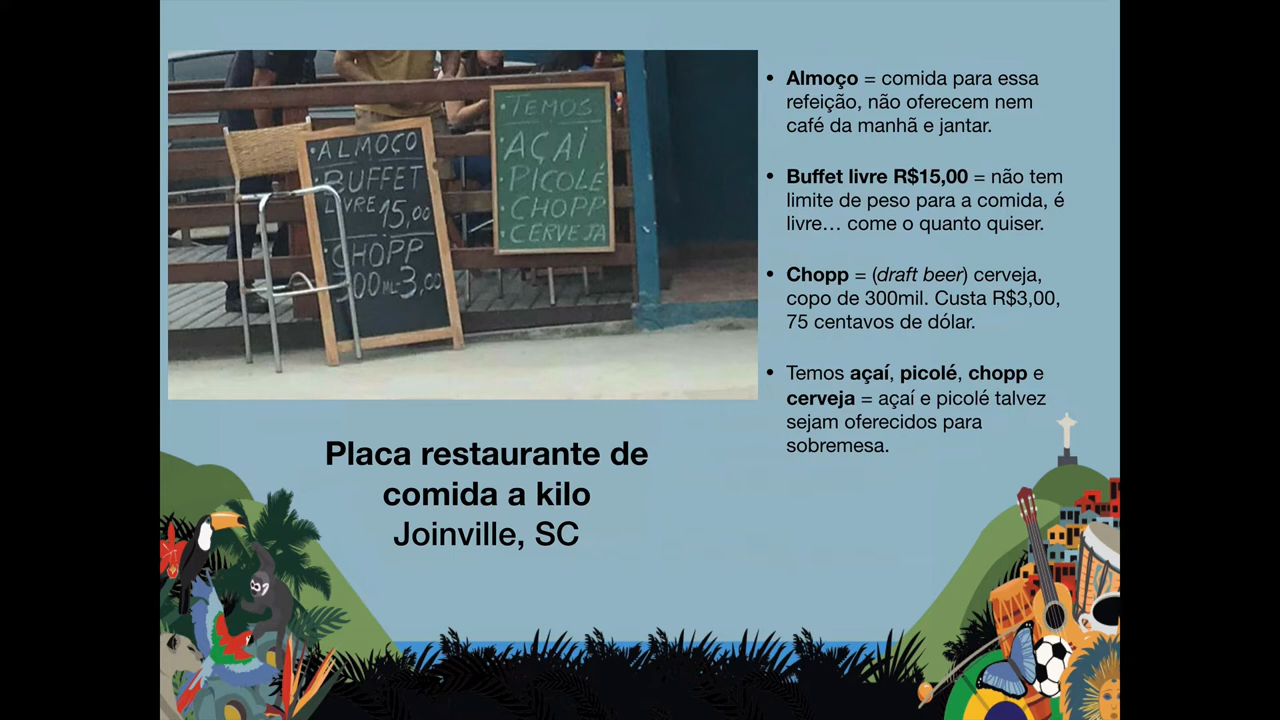 • ALMOÇO
• BUFFET
LIVRE 15,00
• CHOPP
300ML-3,00
• TEMOS
• AÇAÍ
• PICOLÉ
• CHOPP
• CERVEJA
Placa restaurante de
comida a kilo
Joinville, SC
• Almoço = comida para essa
refeição, não oferecem nem
café da manhã e jantar.
• Buffet livre R$15,00 = não tem
limite de peso para a comida, é
livre… come o quanto quiser.
• Chopp = (draft beer) cerveja,
copo de 300mil. Custa R$3,00,
75 centavos de dólar.
• Temos açaí, picolé, chopp e
cerveja = açaí e picolé talvez
sejam oferecidos para
sobremesa.